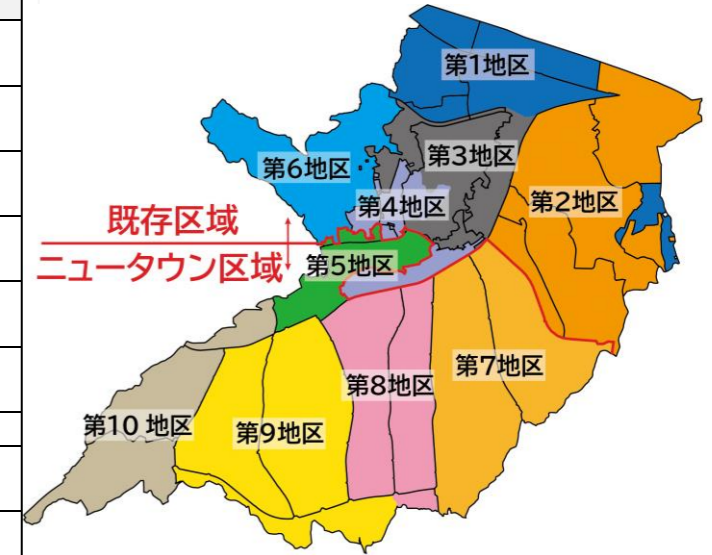 第1地区
第3地区
第6地区
第4地区
第2地区
既存区域
ニュータウン区域
第5地区
第7地区
第8地区
第10 地区
第9地区